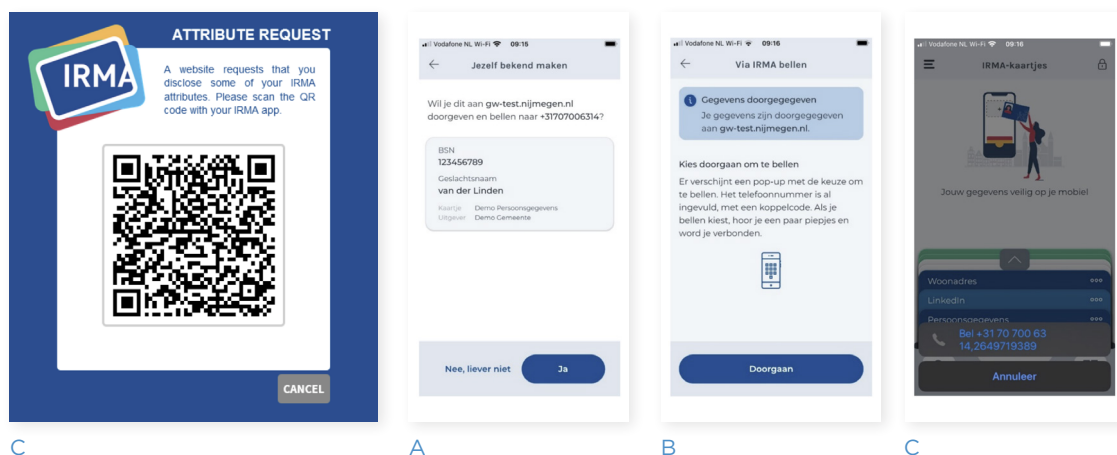 ATTRIBUTE REQUEST
IRMA
A website requests that you
disclose some of your IRMA
attributes. Please scan the QR
code with your IRMA app.
CANCEL
C
Vodafone NL Wi-Fi 09:15
Jezelf bekend maken
Wil je dit aan gw-test.nijmegen.nl
doorgeven en bellen naar +31707006314?
BSN
123456789
Geslachtsnaam
van der Linden
Kaartje Demo Persoonsgegevens
Uitgever Demo Gemeente
Nee, liever niet
Ja
A
Vodafone NL Wi-Fi 09:16
Via IRMA bellen
Gegevens doorgegegeven
Je gegevens zijn doorgegegeven
aan gw-test.nijmegen.nl.
Kies doorgaan om te bellen
Er verschijnt een pop-up met de keuze om
te bellen. Het telefoonnummer is al
ingevuld, met een koppelcode. Als je
bellen kiest, hoor je een paar piepjes en
word je verbonden.
Doorgaan
B
Vodafone NL Wi-Fi 09:16
IRMA-kaartjes
Jouw gegevens veilig op je mobiel
Woonadres
LinkedIn
Persoonsgegevens
Bel +31 70 700 63
14,2649719389
Annuleer
C